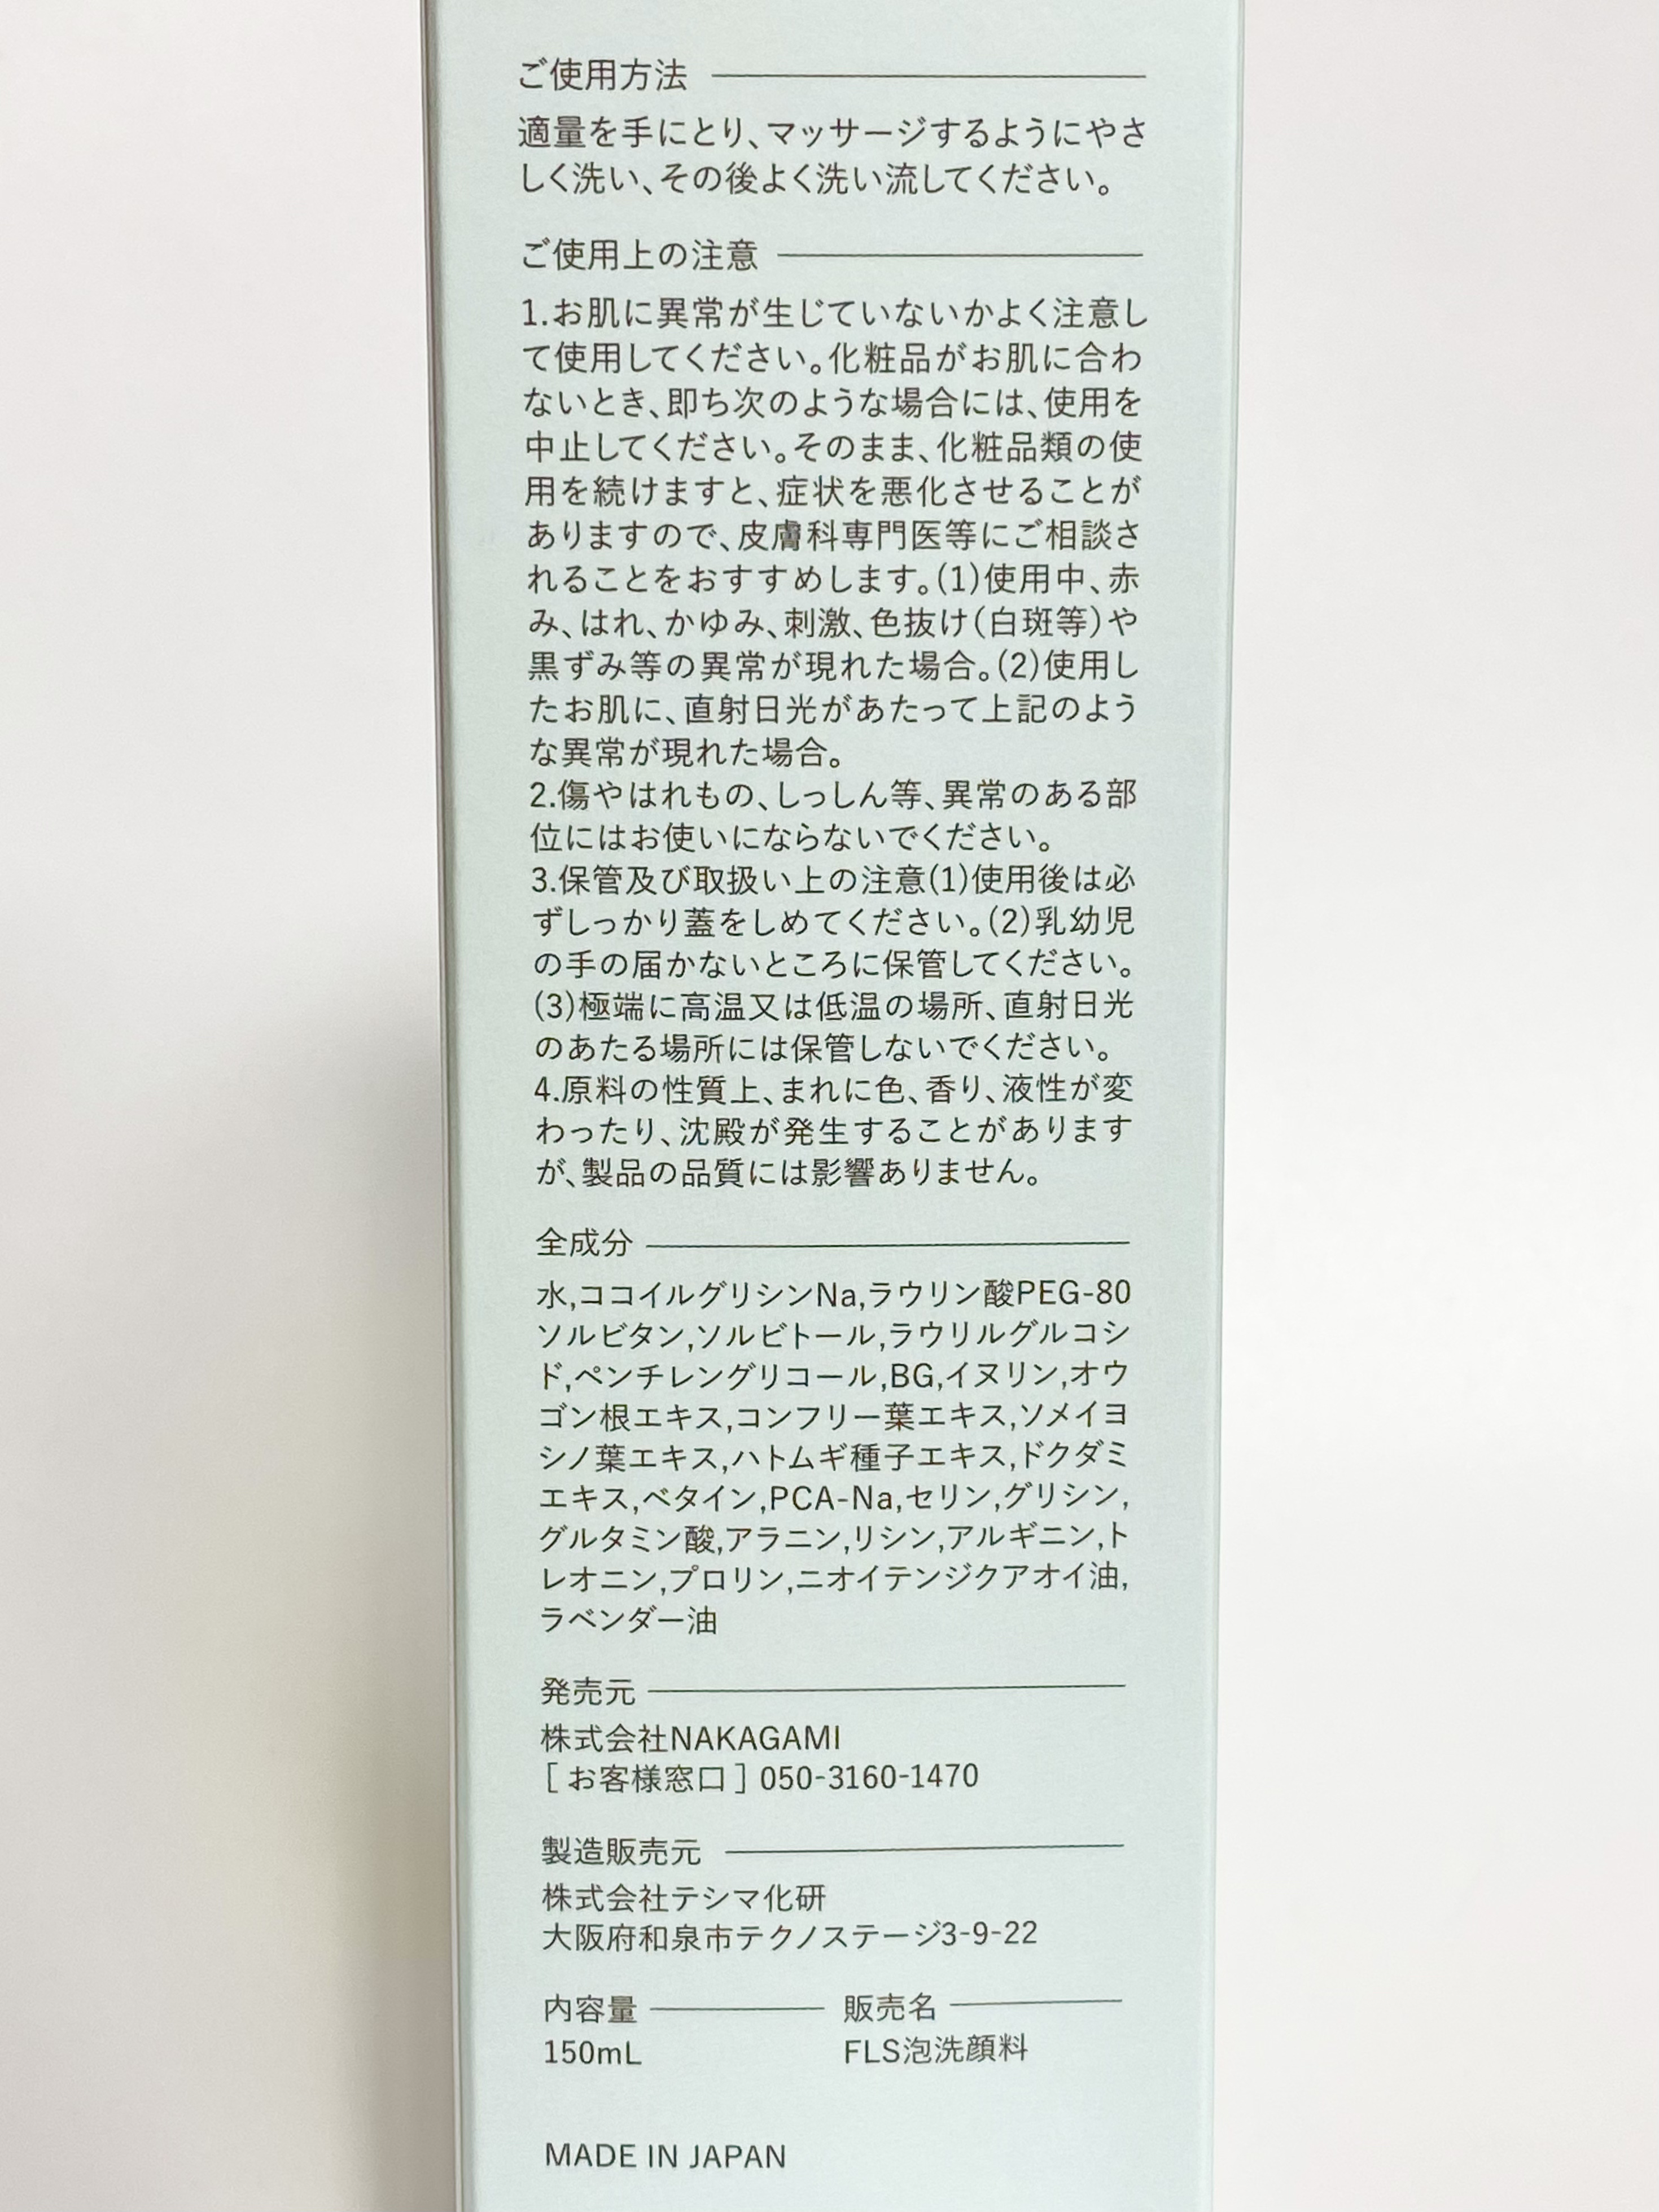 ご使用方法
適量を手にとり、マッサージするようにやさ
しく洗い、その後よく洗い流してください。
ご使用上の注意
1.お肌に異常が生じていないかよく注意し
て使用してください。化粧品がお肌に合わ
ないとき、即ち次のような場合には、使用を
中止してください。そのまま、化粧品類の使
用を続けますと、症状を悪化させることが
ありますので、皮膚科専門医等にご相談さ
れることをおすすめします。(1)使用中、赤
み、はれ、かゆみ、刺激、色抜け(白斑等)や
黒ずみ等の異常が現れた場合。(2)使用し
たお肌に、直射日光があたって上記のよう
な異常が現れた場合。
2.傷やはれもの、しっしん等、異常のある部
位にはお使いにならないでください。
3.保管及び取扱い上の注意(1)使用後は必
ずしっかり蓋をしめてください。(2)乳幼児
の手の届かないところに保管してください。
(3)極端に高温又は低温の場所、直射日光
のあたる場所には保管しないでください。
4.原料の性質上、まれに色、香り、液性が変
わったり、沈殿が発生することがあります
が、製品の品質には影響ありません。
全成分
水,ココイルグリシンNa,ラウリン酸PEG-80
ソルビタン,ソルビトール,ラウリルグルコシ
ド,ペンチレングリコール,BG,イヌリン,オウ
ゴン根エキス,コンフリー葉エキス,ソメイヨ
シノ葉エキス,ハトムギ種子エキス,ドクダミ
エキス,ベタイン,PCA-Na,セリン,グリシン,
グルタミン酸,アラニン,リシン,アルギニン,ト
レオニン,プロリン,ニオイテンジクアオイ油,
ラベンダー油
発売元
株式会社NAKAGAMI
[ お客様窓口 ] 050-3160-1470
製造販売元
株式会社テシマ化研
大阪府和泉市テクノステージ3-9-22
内容量 販売名
150mL FLS泡洗顔料
MADE IN JAPAN